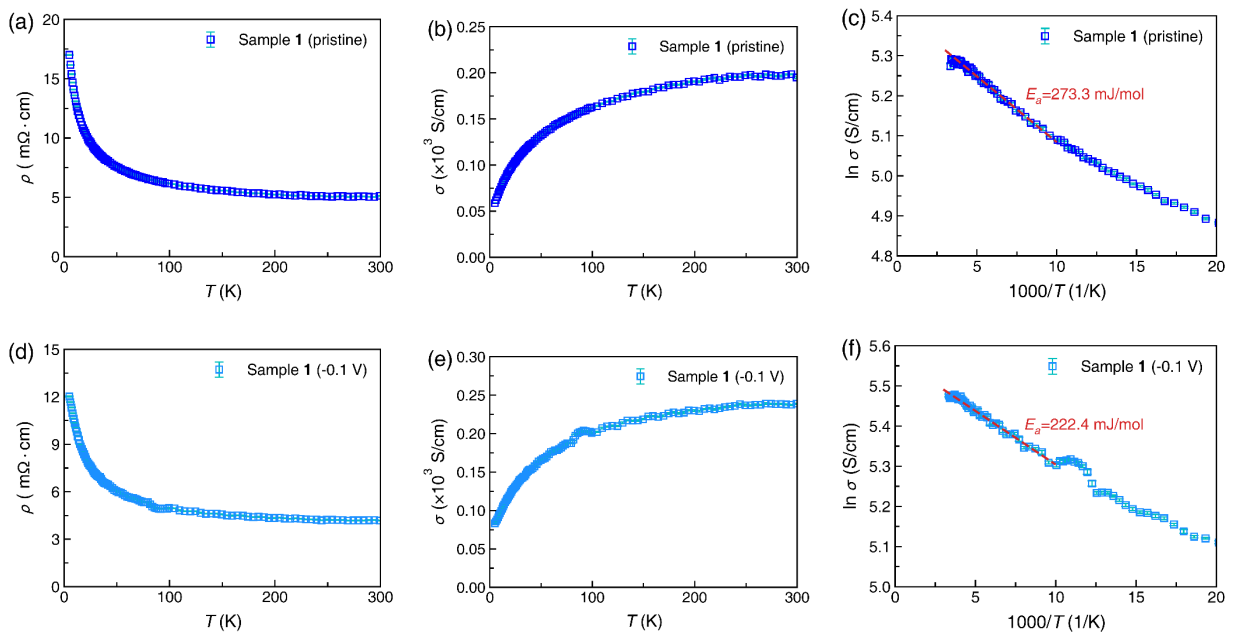 (a)
20
15
10
5
0
ρ ( mΩ· cm)
0 100 200 300
T (K)
Sample 1 (pristine)
(b)
0.25
0.20
0.15
0.10
0.05
0.00
σ (×10³ S/cm)
0 100 200 300
T (K)
Sample 1 (pristine)
(c)
5.4
5.3
5.2
5.1
5.0
4.9
4.8
ln σ (S/cm)
0 5 10 15 20
1000/T (1/K)
Sample 1 (pristine)
Eₐ=273.3 mJ/mol
(d)
15
12
9
6
3
0
ρ ( mΩ· cm)
0 100 200 300
T (K)
Sample 1 (-0.1 V)
(e)
0.30
0.25
0.20
0.15
0.10
0.05
0.00
σ (×10³ S/cm)
0 100 200 300
T (K)
Sample 1 (-0.1 V)
(f)
5.6
5.5
5.4
5.3
5.2
5.1
5.0
ln σ (S/cm)
0 5 10 15 20
1000/T (1/K)
Sample 1 (-0.1 V)
Eₐ=222.4 mJ/mol